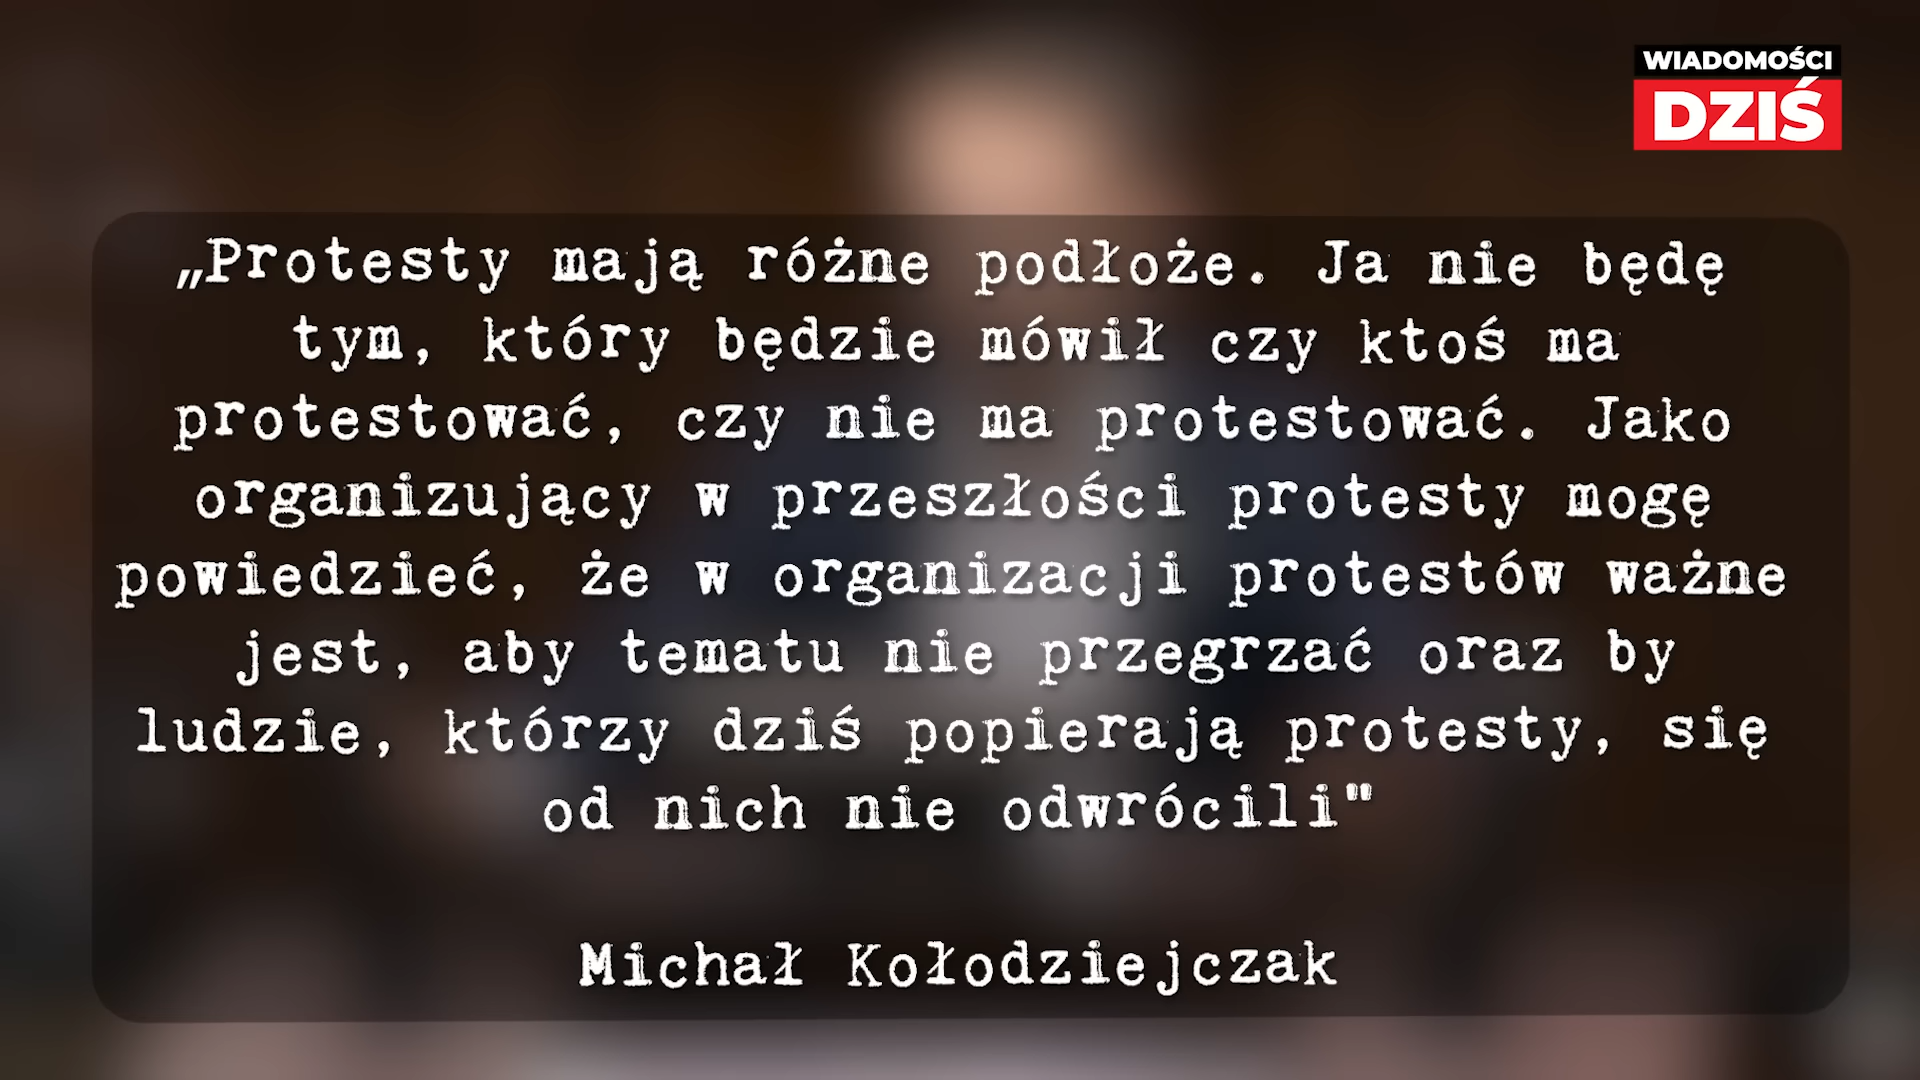 WIADOMOŚCI
DZIŚ
„Protesty mają różne podłoże. Ja nie będę
tym, który będzie mówił czy ktoś ma
protestować, czy nie ma protestować. Jako
organizujący w przeszłości protesty mogę
powiedzieć, że w organizacji protestów ważne
jest, aby tematu nie przegrzać oraz by
ludzie, którzy dziś popierają protesty, się
od nich nie odwrócili"
Michał Kołodziejczak